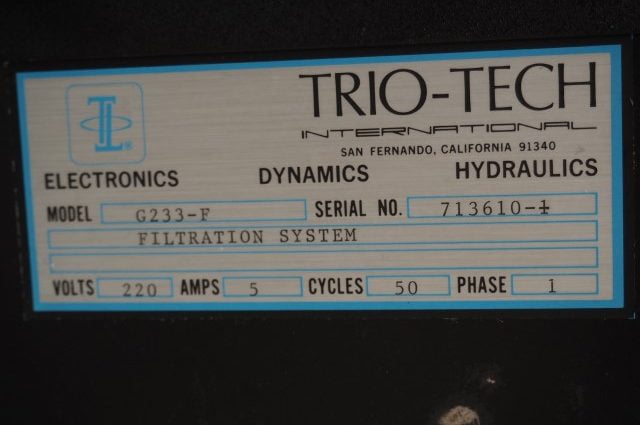 TRIO-TECH
INTERNATIONAL
SAN FERNANDO, CALIFORNIA 91340
ELECTRONICS DYNAMICS HYDRAULICS
MODEL G233-F SERIAL NO. 713610-1
FILTRATION SYSTEM
VOLTS 220 AMPS 5 CYCLES 50 PHASE 1